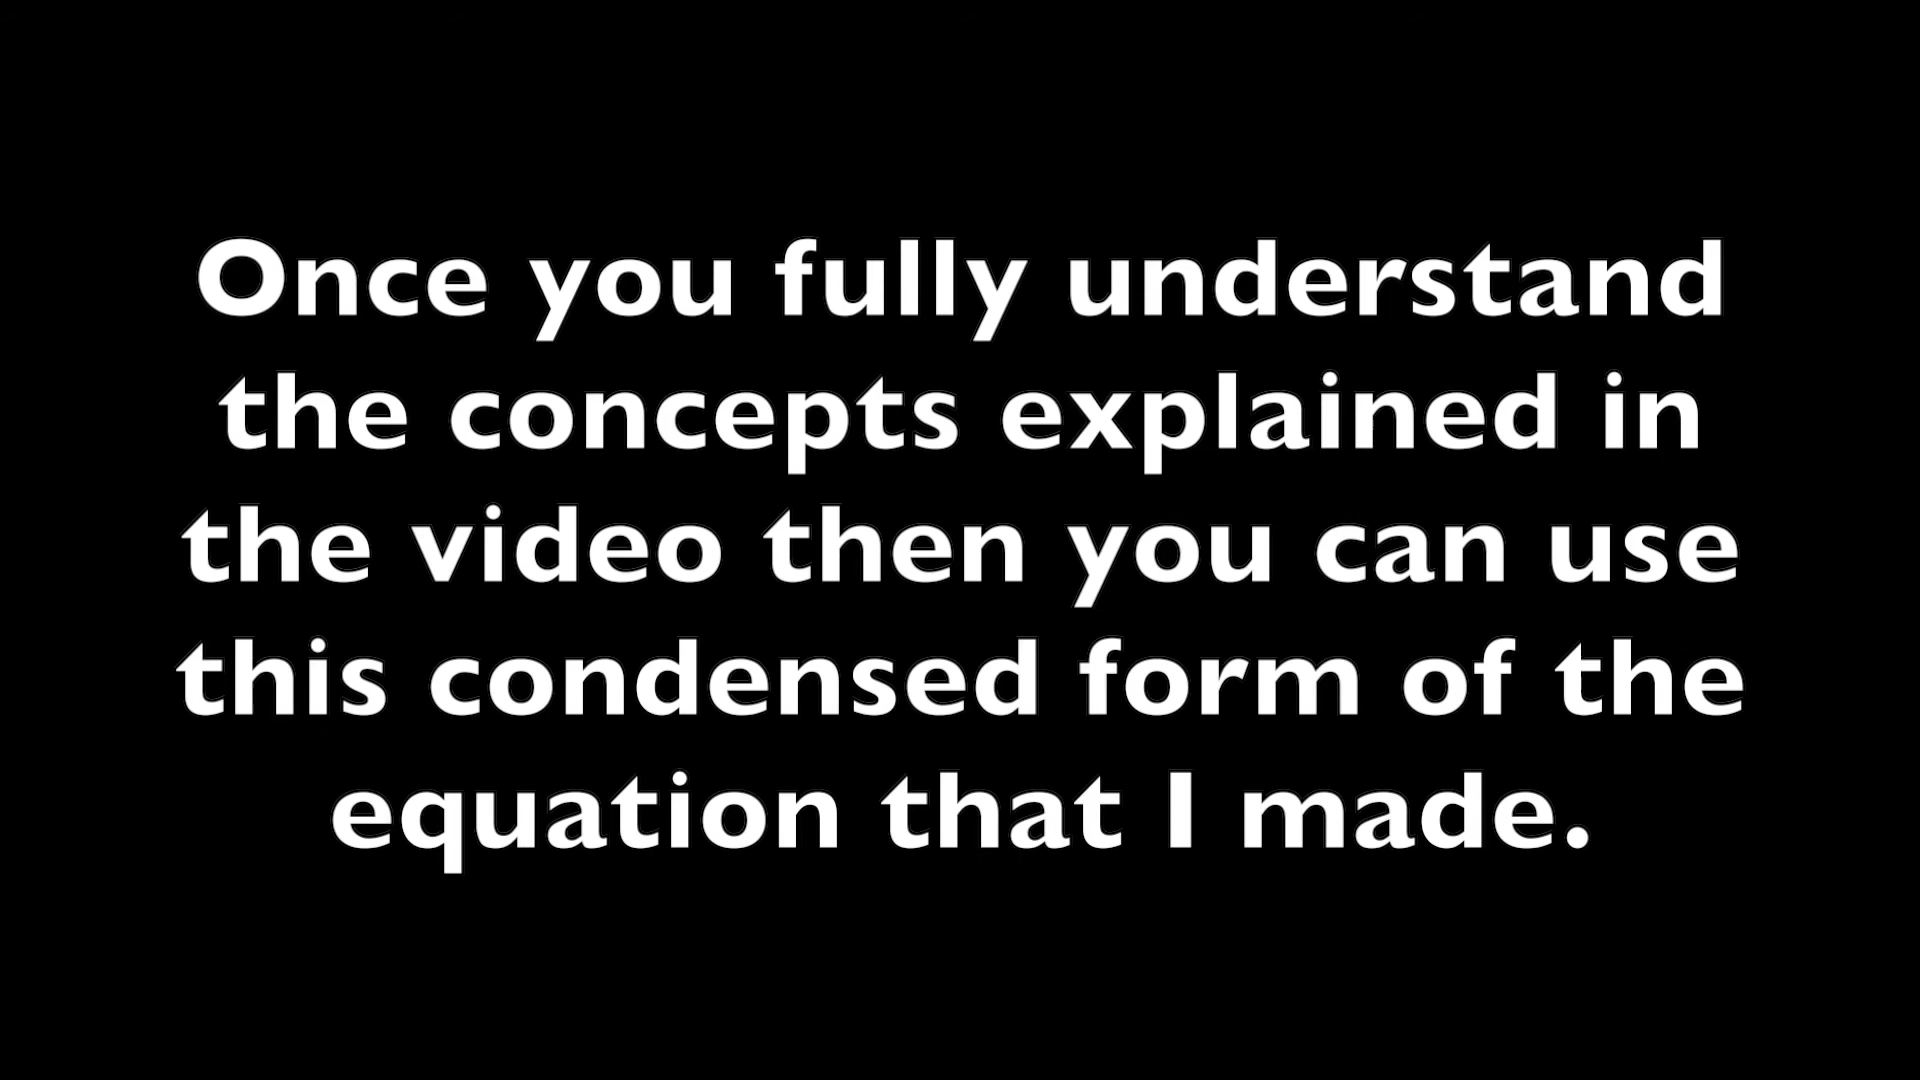 Once you fully understand
the concepts explained in
the video then you can use
this condensed form of the
equation that I made.